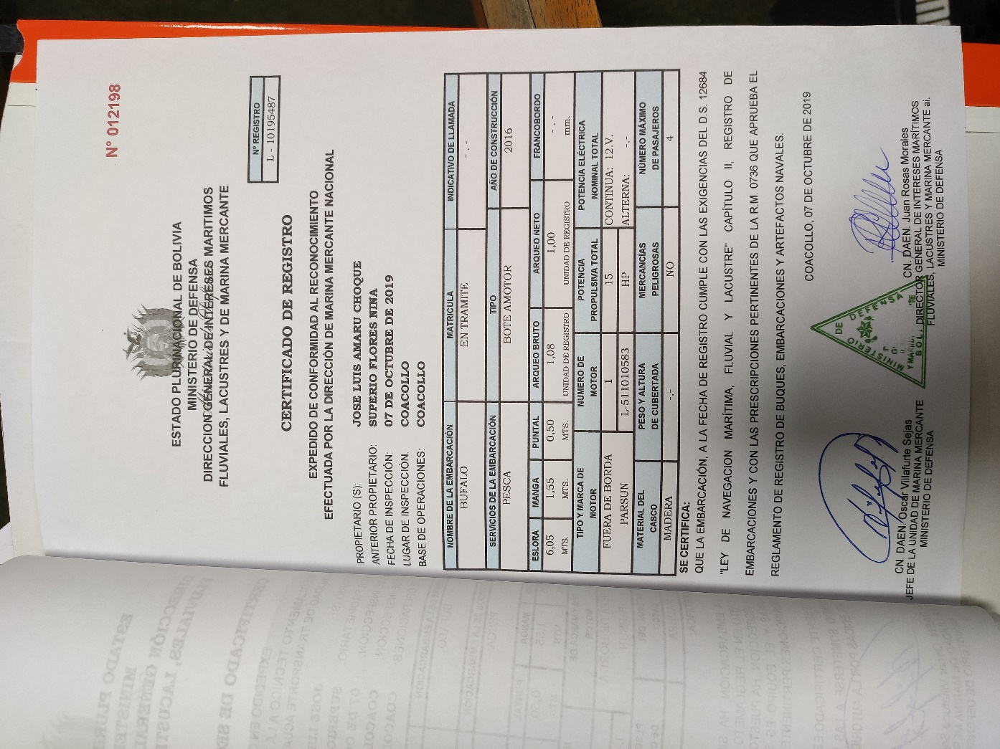 N° 012198
ESTADO PLURINACIONAL DE BOLIVIA
MINISTERIO DE DEFENSA
DIRECCION GENERAL DE INTERESES MARITIMOS
FLUVIALES, LACUSTRES Y DE MARINA MERCANTE
N° REGISTRO
L - 10195487
CERTIFICADO DE REGISTRO
EXPEDIDO DE CONFORMIDAD AL RECONOCIMIENTO
EFECTUADA POR LA DIRECCIÓN DE MARINA MERCANTE NACIONAL
PROPIETARIO (S): JOSE LUIS AMARU CHOQUE
ANTERIOR PROPIETARIO: SUPERIO FLORES NINA
FECHA DE INSPECCIÓN: 07 DE OCTUBRE DE 2019
LUGAR DE INSPECCIÓN. COACOLLO
BASE DE OPERACIONES: COACOLLO
NOMBRE DE LA EMBARCACIÓN MATRICULA INDICATIVO DE LLAMADA
BUFALO EN TRAMITE -.-
SERVICIOS DE LA EMBARCACIÓN TIPO AÑO DE CONSTRUCCIÓN
PESCA BOTE AMOTOR 2016
ESLORA MANGA PUNTAL ARQUEO BRUTO ARQUEO NETO FRANCOBORDO
6,05 1,55 0,50 1,08 1,00 -.-
MTS. MTS. MTS. UNIDAD DE REGISTRO UNIDAD DE REGISTRO mm.
TIPO Y MARCA DE NUMERO DE POTENCIA POTENCIA ELÉCTRICA
MOTOR MOTOR PROPULSIVA TOTAL NOMINAL TOTAL
FUERA DE BORDA 1 15 CONTINUA: 12.V.
PARSUN L-511010583 HP ALTERNA: -.-
MATERIAL DEL PESO Y ALTURA MERCANCÍAS NÚMERO MÁXIMO
CASCO DE CUBERTADA PELIGROSAS DE PASAJEROS
MADERA -.- NO 4
SE CERTIFICA:
QUE LA EMBARCACIÓN, A LA FECHA DE REGISTRO CUMPLE CON LAS EXIGENCIAS DEL D.S. 12684
"LEY DE NAVEGACION MARÍTIMA, FLUVIAL Y LACUSTRE" CAPÍTULO II, REGISTRO DE
EMBARCACIONES Y CON LAS PRESCRIPCIONES PERTINENTES DE LA R.M. 0736 QUE APRUEBA EL
REGLAMENTO DE REGISTRO DE BUQUES, EMBARCACIONES Y ARTEFACTOS NAVALES.
COACOLLO, 07 DE OCTUBRE DE 2019
CN. DAEN. Oscar Villafurte Sejas
JEFE DE LA UNIDAD DE MARINA MERCANTE
MINISTERIO DE DEFENSA
MINISTERIO DE DEFENSA
CN. DAEN. Juan Rosas Morales
DIRECTOR GENERAL DE INTERESES MARÍTIMOS
FLUVIALES, LACUSTRES Y MARINA MERCANTE ai.
MINISTERIO DE DEFENSA